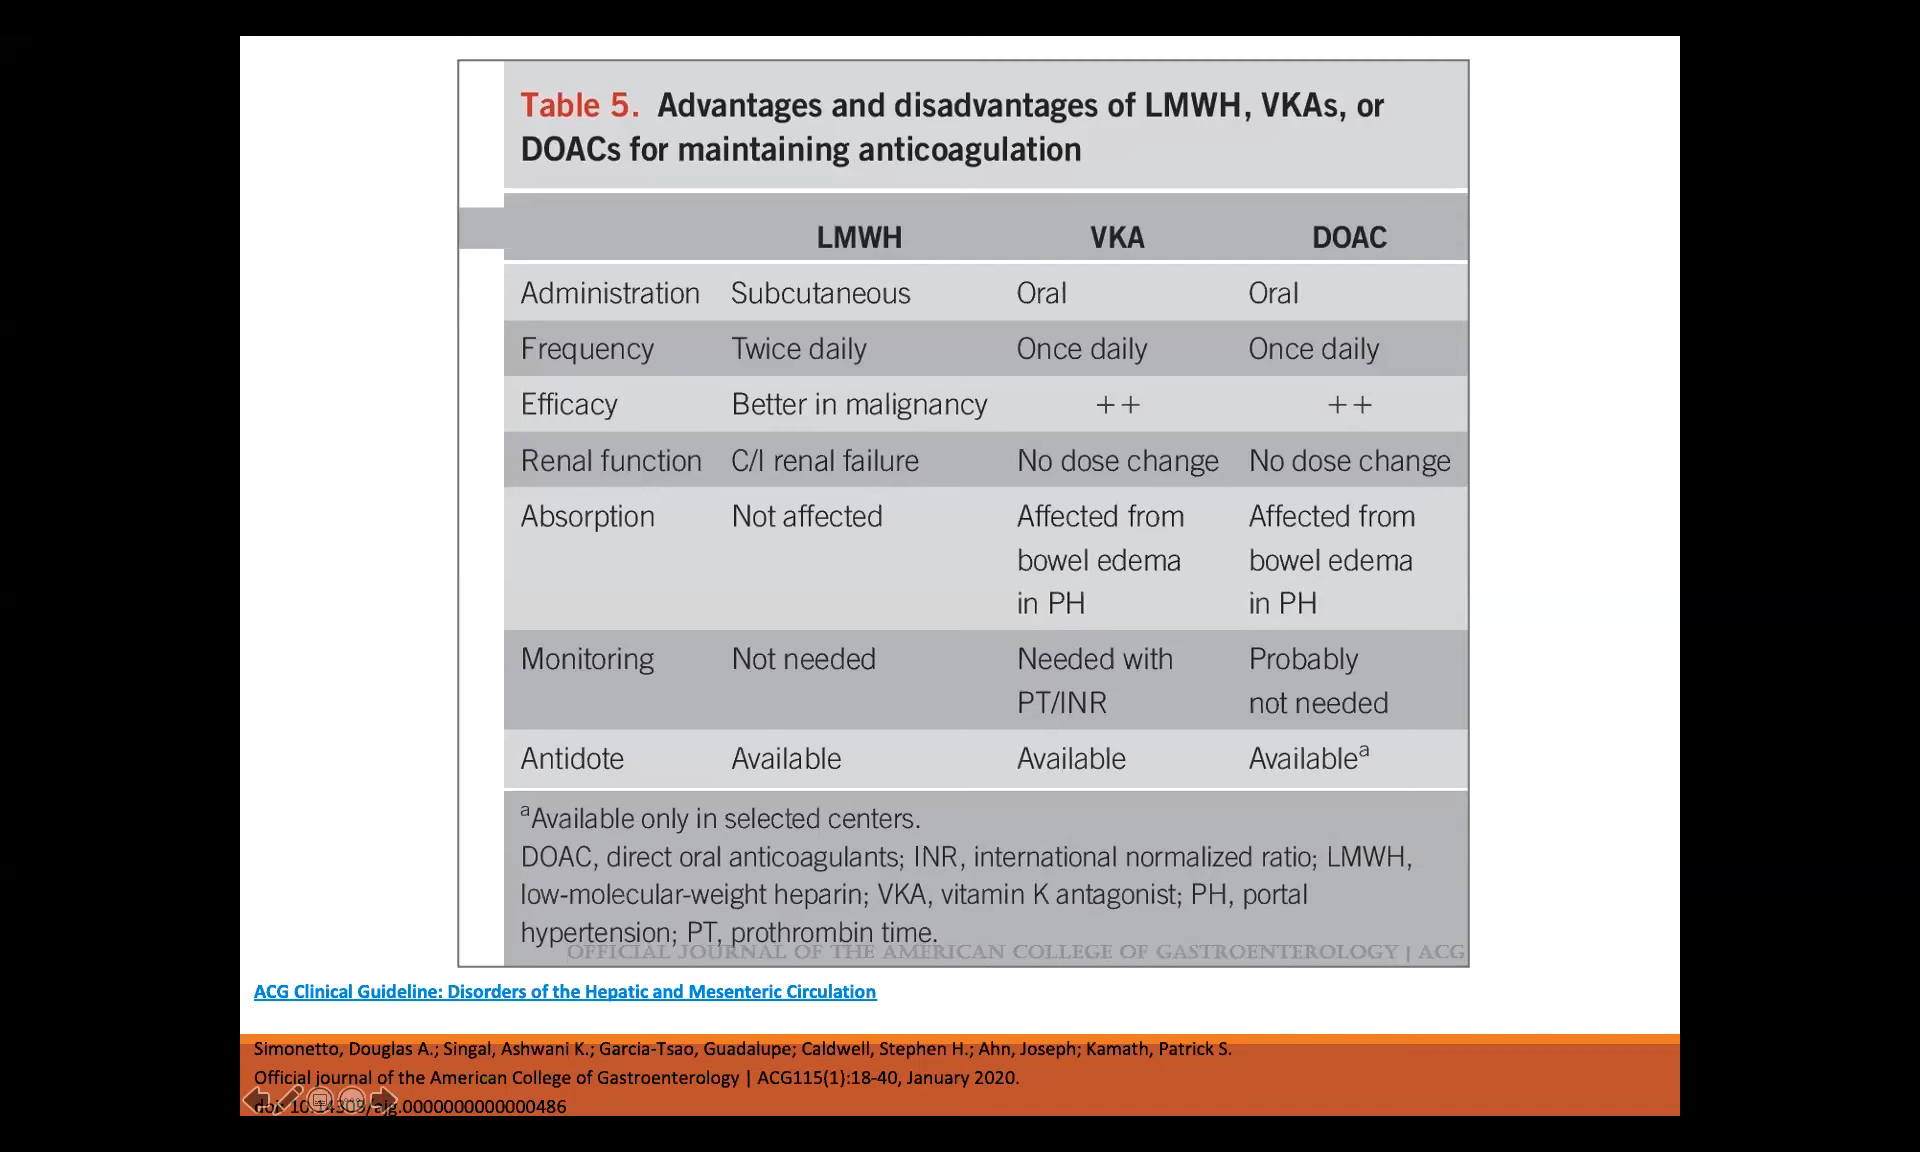 Table 5. Advantages and disadvantages of LMWH, VKAs, or
DOACs for maintaining anticoagulation
LMWH VKA DOAC
Administration Subcutaneous Oral Oral
Frequency Twice daily Once daily Once daily
Efficacy Better in malignancy ++ ++
Renal function C/I renal failure No dose change No dose change
Absorption Not affected Affected from Affected from
bowel edema bowel edema
in PH in PH
Monitoring Not needed Needed with Probably
PT/INR not needed
Antidote Available Available Availableᵃ
ᵃAvailable only in selected centers.
DOAC, direct oral anticoagulants; INR, international normalized ratio; LMWH,
low-molecular-weight heparin; VKA, vitamin K antagonist; PH, portal
hypertension; PT, prothrombin time.
OFFICIAL JOURNAL OF THE AMERICAN COLLEGE OF GASTROENTEROLOGY | ACG
ACG Clinical Guideline: Disorders of the Hepatic and Mesenteric Circulation
Simonetto, Douglas A.; Singal, Ashwani K.; Garcia-Tsao, Guadalupe; Caldwell, Stephen H.; Ahn, Joseph; Kamath, Patrick S.
Official journal of the American College of Gastroenterology | ACG115(1):18-40, January 2020.
doi: 10.14309/ajg.0000000000000486